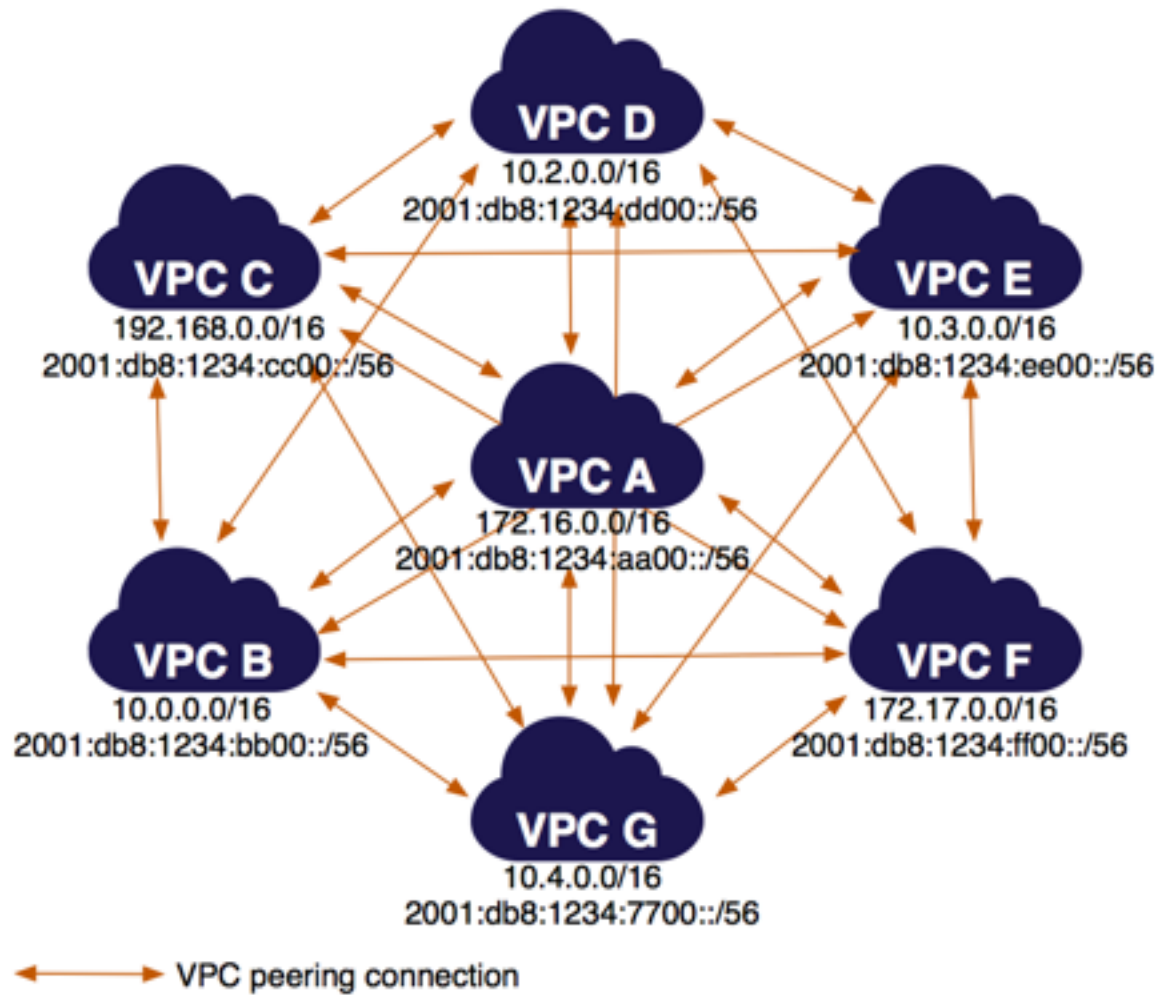 VPC D
10.2.0.0/16
2001:db8:1234:dd00::/56
VPC C
192.168.0.0/16
2001:db8:1234:cc00::/56
VPC E
10.3.0.0/16
2001:db8:1234:ee00::/56
VPC A
172.16.0.0/16
2001:db8:1234:aa00::/56
VPC B
10.0.0.0/16
2001:db8:1234:bb00::/56
VPC F
172.17.0.0/16
2001:db8:1234:ff00::/56
VPC G
10.4.0.0/16
2001:db8:1234:7700::/56
VPC peering connection